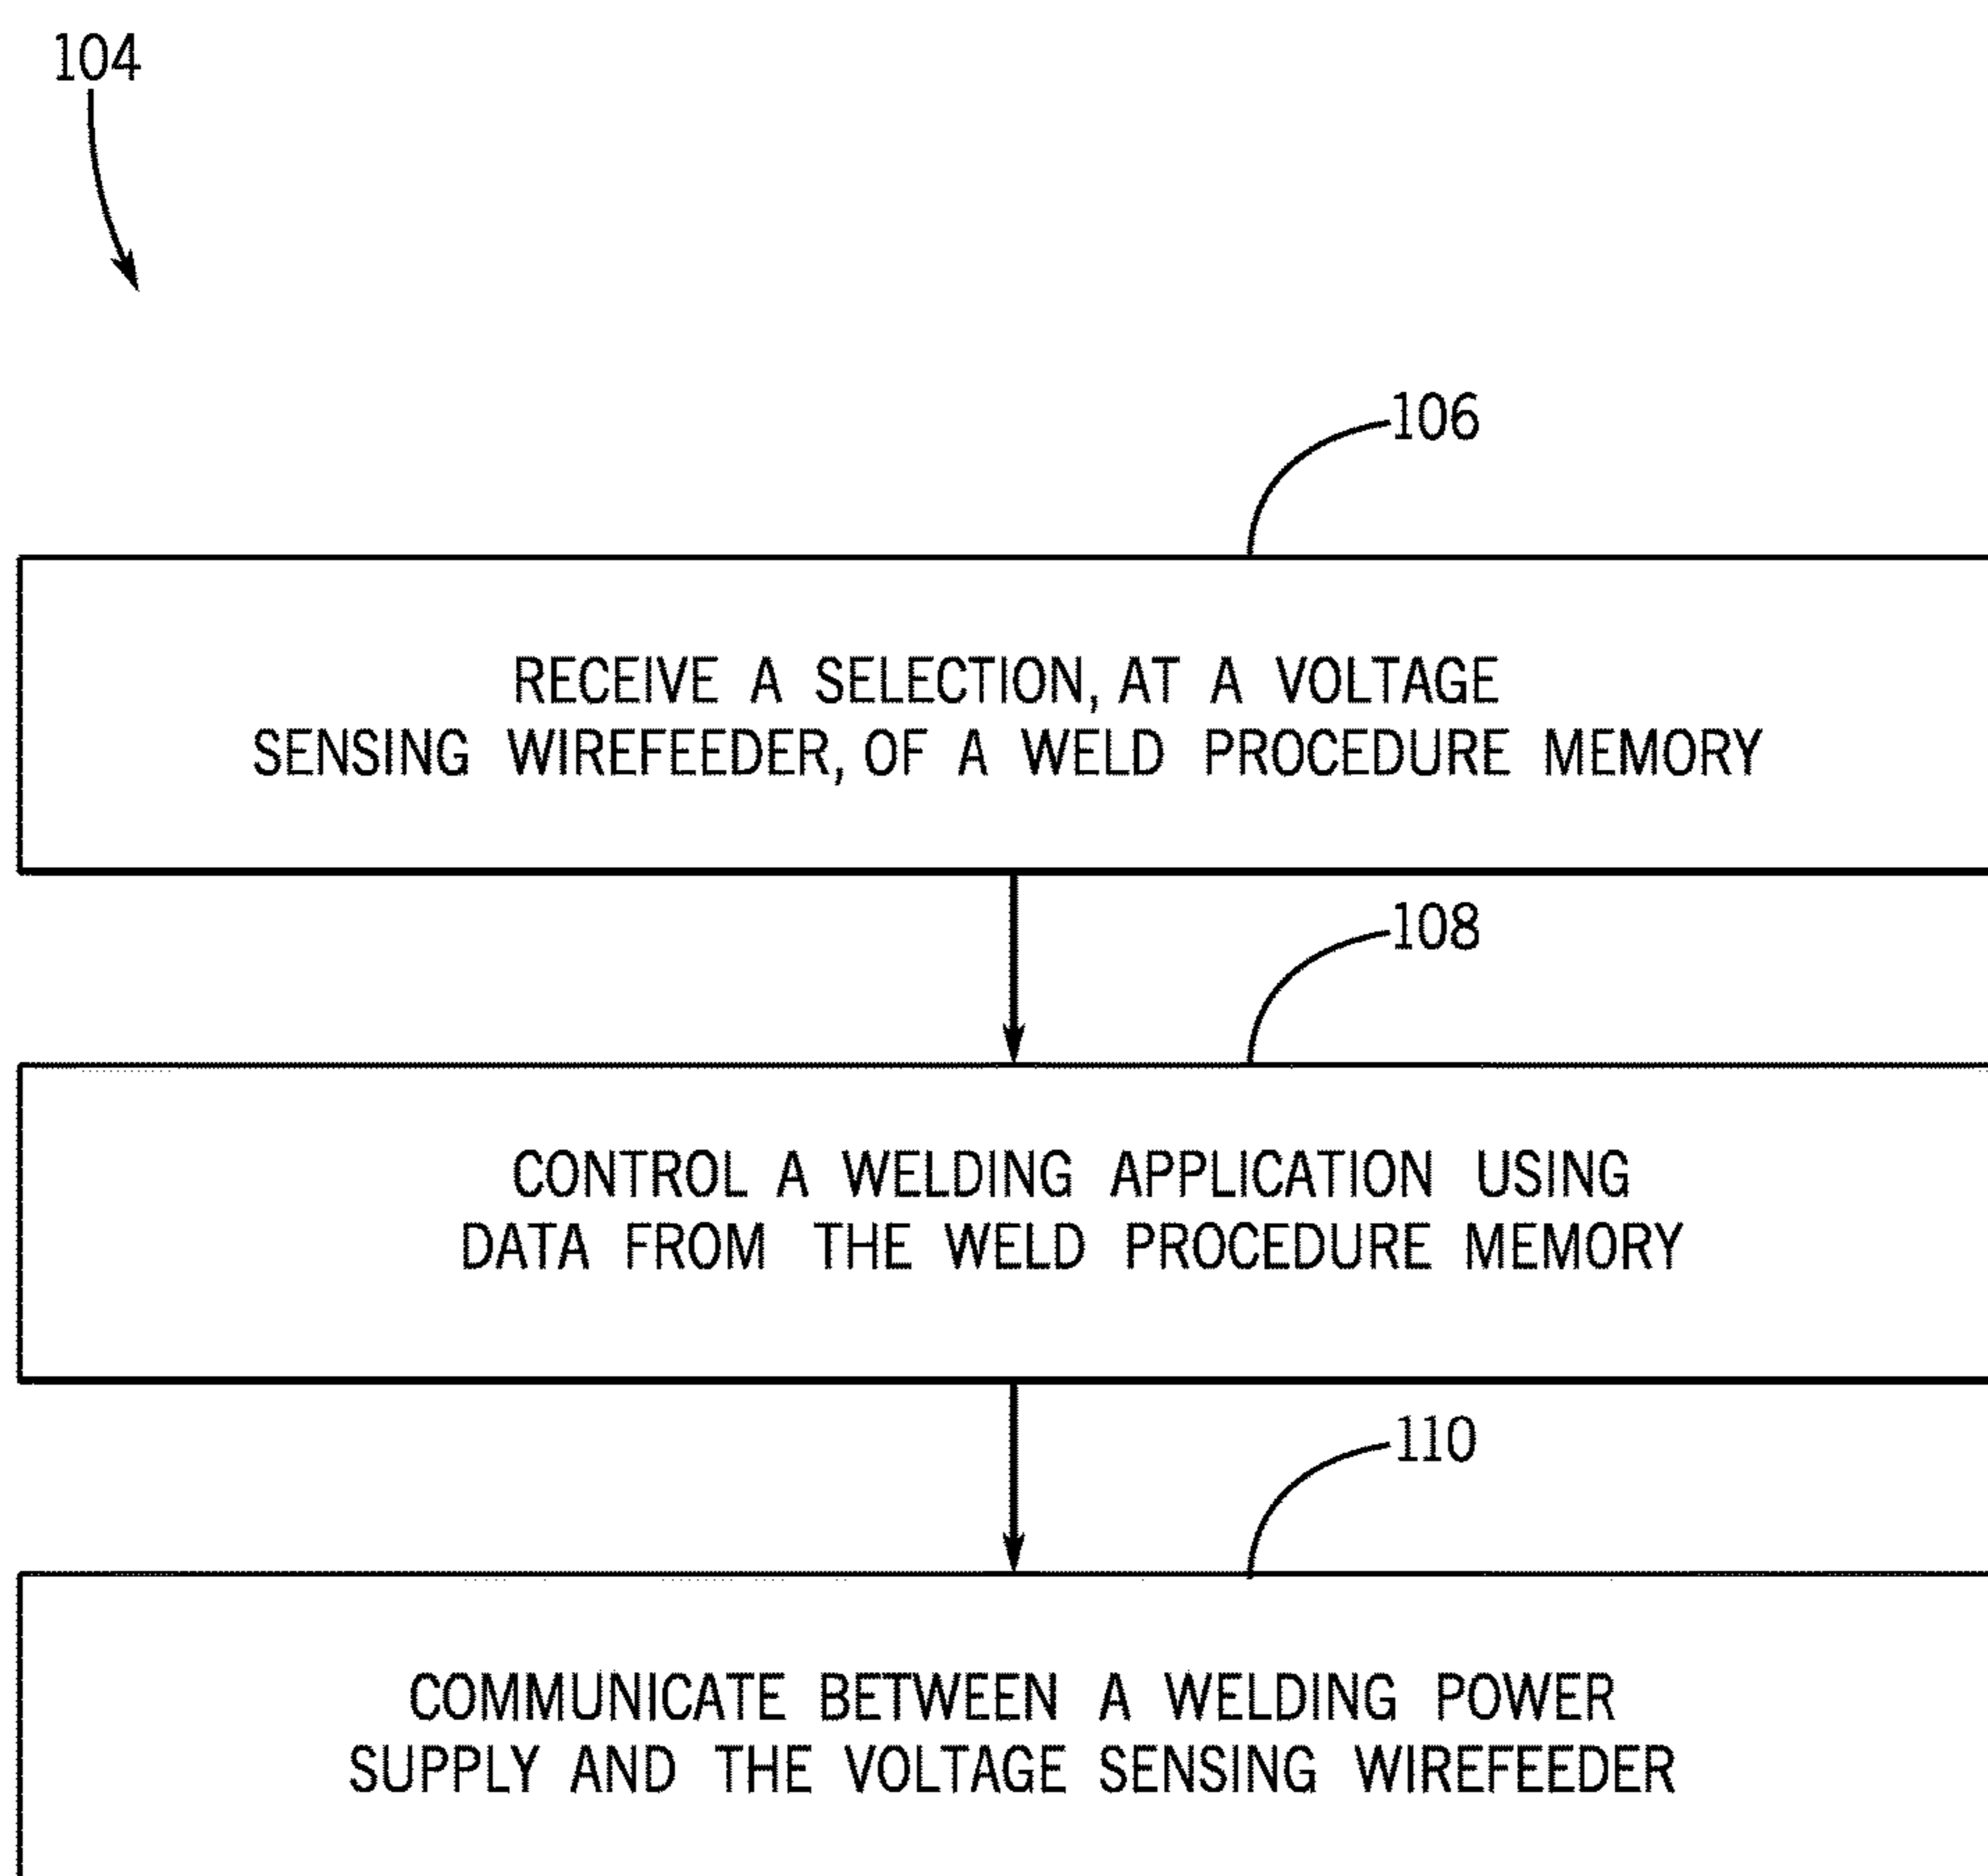 104
106
RECEIVE A SELECTION, AT A VOLTAGE
SENSING WIREFEEDER, OF A WELD PROCEDURE MEMORY
108
CONTROL A WELDING APPLICATION USING
DATA FROM THE WELD PROCEDURE MEMORY
110
COMMUNICATE BETWEEN A WELDING POWER
SUPPLY AND THE VOLTAGE SENSING WIREFEEDER